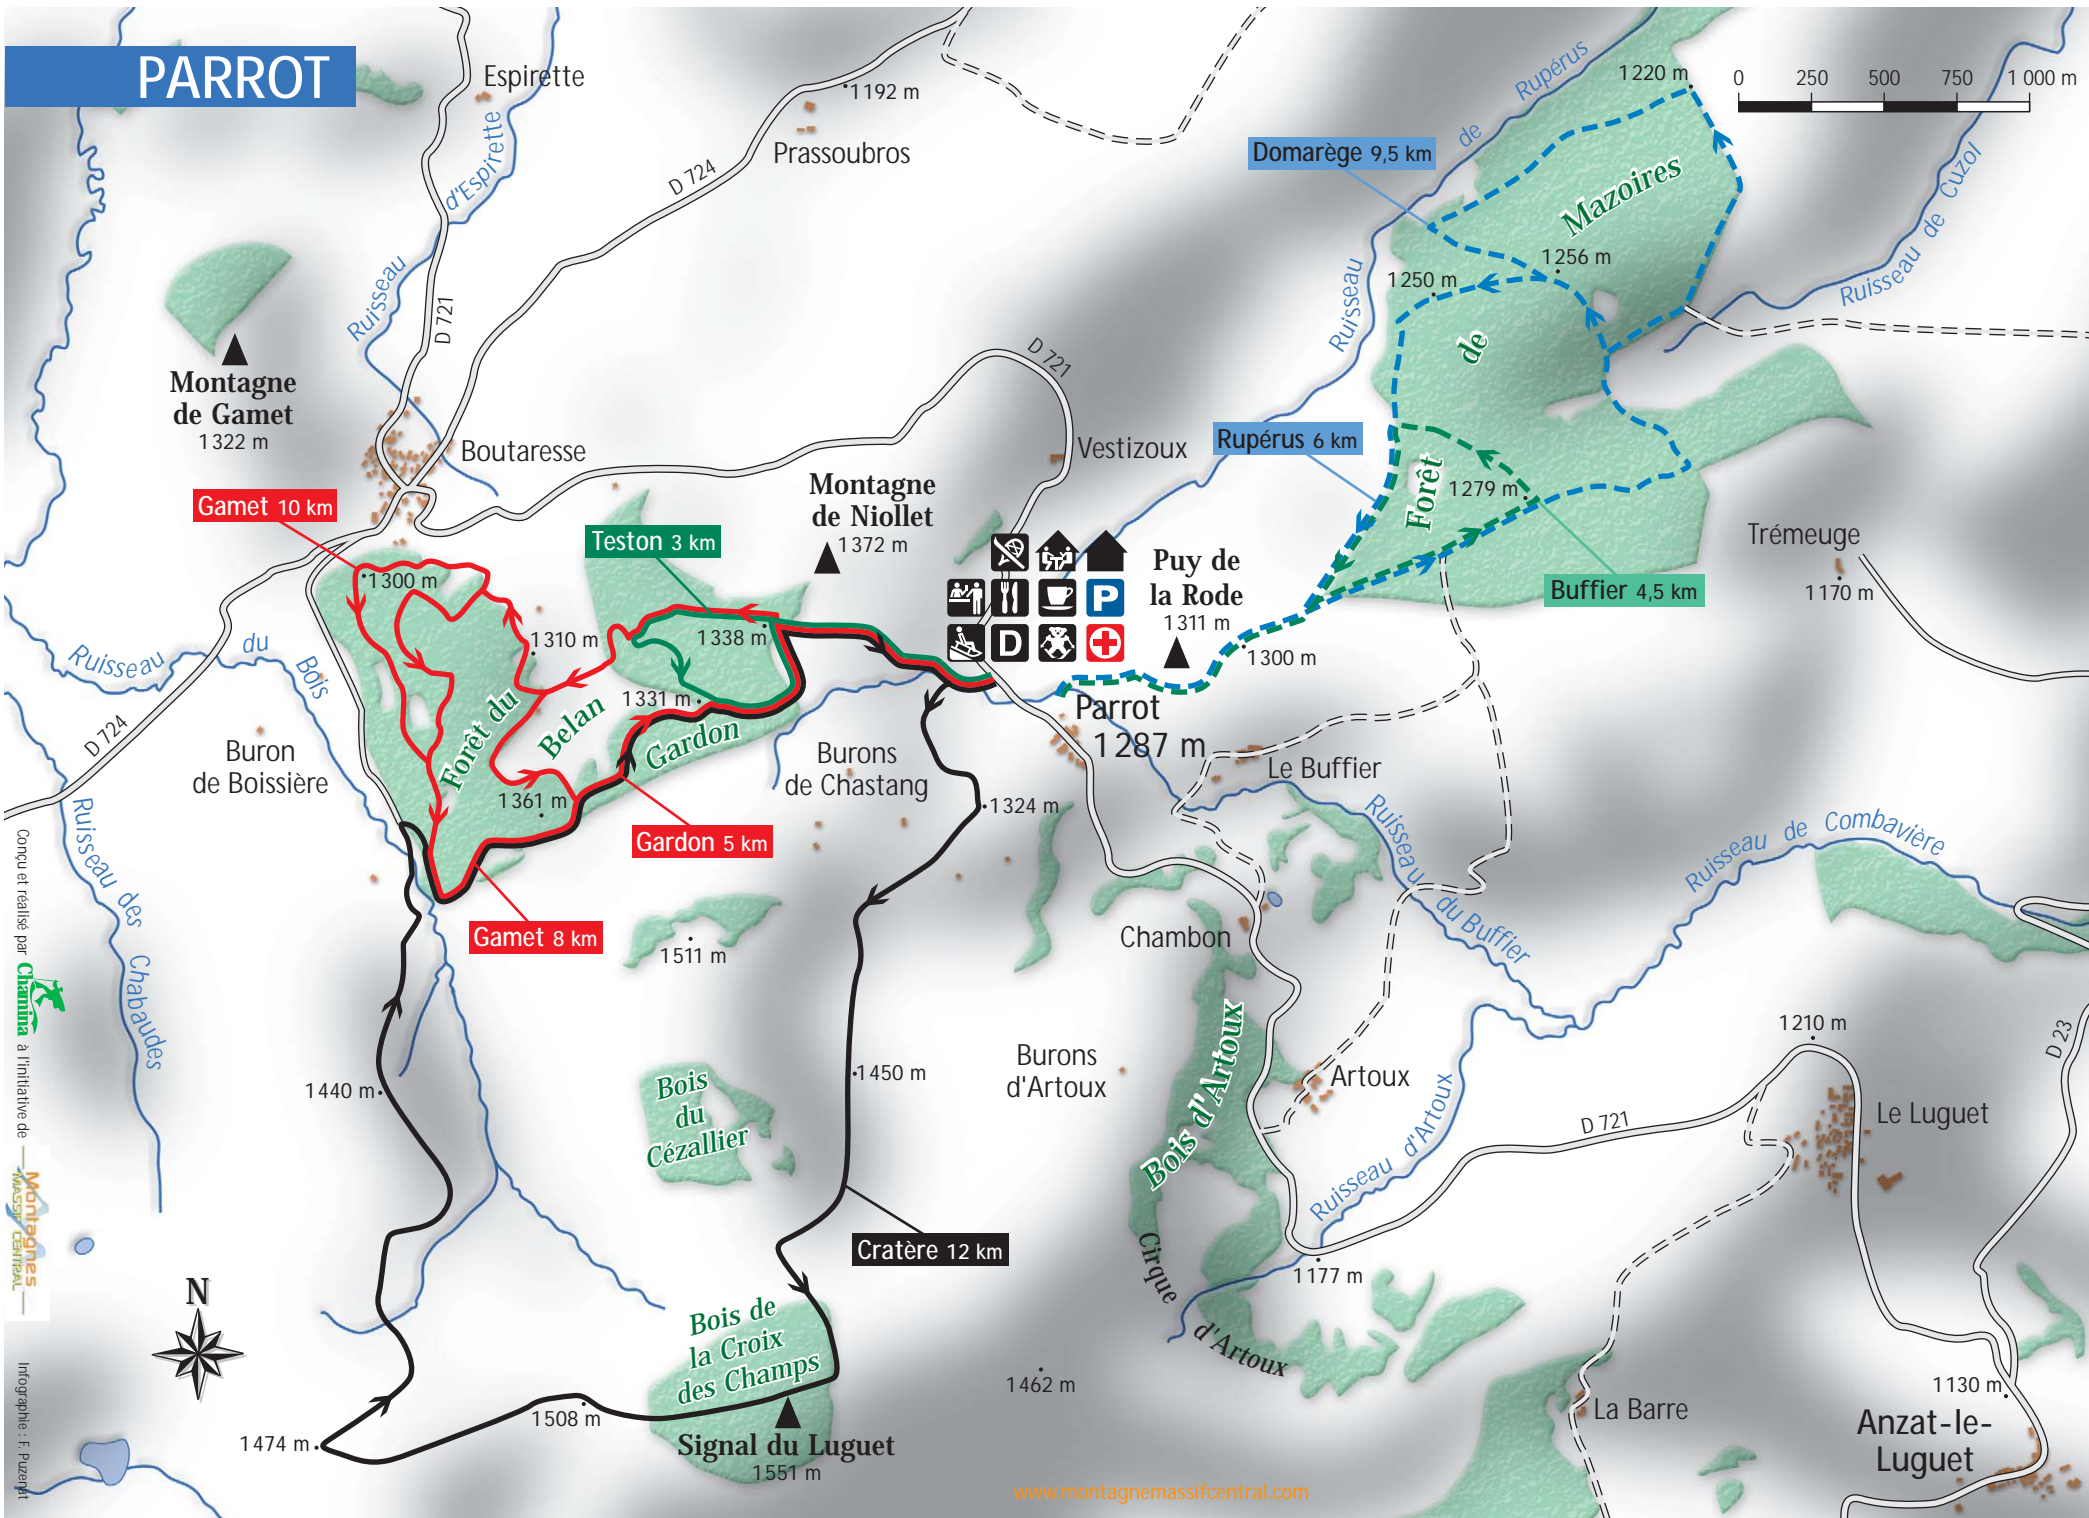 PARROT
Espirette
1192 m
Prassoubros
D 724
Ruisseau
d'Espirette
D 721
Montagne
de Gamet
1322 m
Boutaresse
Gamet 10 km
1300 m
Teston 3 km
Montagne
de Niollet
1372 m
D 721
Vestizoux
Ruisseau
de
Rupérus
1220 m
0 250 500 750 1 000 m
Domarège 9,5 km
Forêt
de
Mazoires
1256 m
1250 m
Ruisseau de Cuzol
Rupérus 6 km
1279 m
Buffier 4,5 km
Trémeuge
1170 m
Puy de
la Rode
1311 m
1300 m
P
D
Parrot
1287 m
1338 m
1310 m
1331 m
Forêt du
Belan
Gardon
1361 m
Gardon 5 km
Gamet 8 km
Ruisseau
du
Bois
D 724
Buron
de Boissière
Burons
de Chastang
1324 m
Le Buffier
Ruisseau
du Buffier
Ruisseau de Combavière
Ruisseau des Chabaudes
1511 m
Chambon
Bois d'Artoux
Burons
d'Artoux
Artoux
Bois
du
Cézallier
1450 m
1440 m
Cratère 12 km
Ruisseau d'Artoux
D 721
1210 m
Le Luguet
D 23
1177 m
Cirque
d'Artoux
N
Bois de
la Croix
des Champs
1508 m
1474 m
Signal du Luguet
1551 m
1462 m
La Barre
1130 m
Anzat-le-
Luguet
www.montagnemassifcentral.com
Conçu et réalisé par Chamina à l'initiative de
Montagnes
MASSIF CENTRAL
Infographie : F. Puzenat